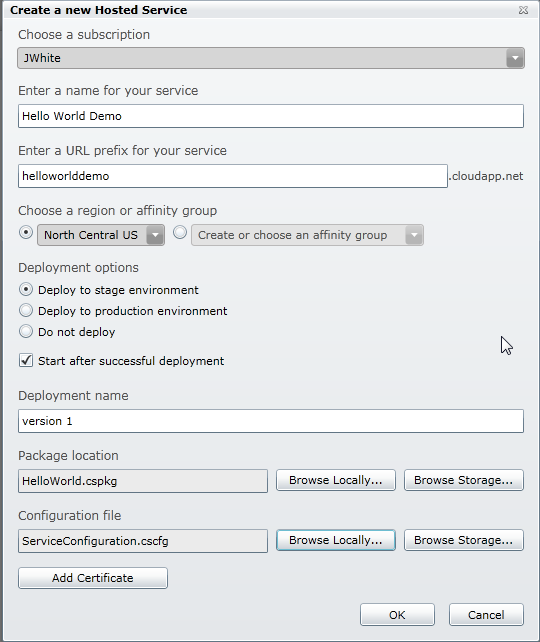 Create a new Hosted Service
Choose a subscription
JWhite
Enter a name for your service
Hello World Demo
Enter a URL prefix for your service
helloworlddemo .cloudapp.net
Choose a region or affinity group
North Central US Create or choose an affinity group
Deployment options
Deploy to stage environment
Deploy to production environment
Do not deploy
Start after successful deployment
Deployment name
version 1
Package location
HelloWorld.cspkg Browse Locally... Browse Storage...
Configuration file
ServiceConfiguration.cscfg Browse Locally... Browse Storage...
Add Certificate
OK Cancel